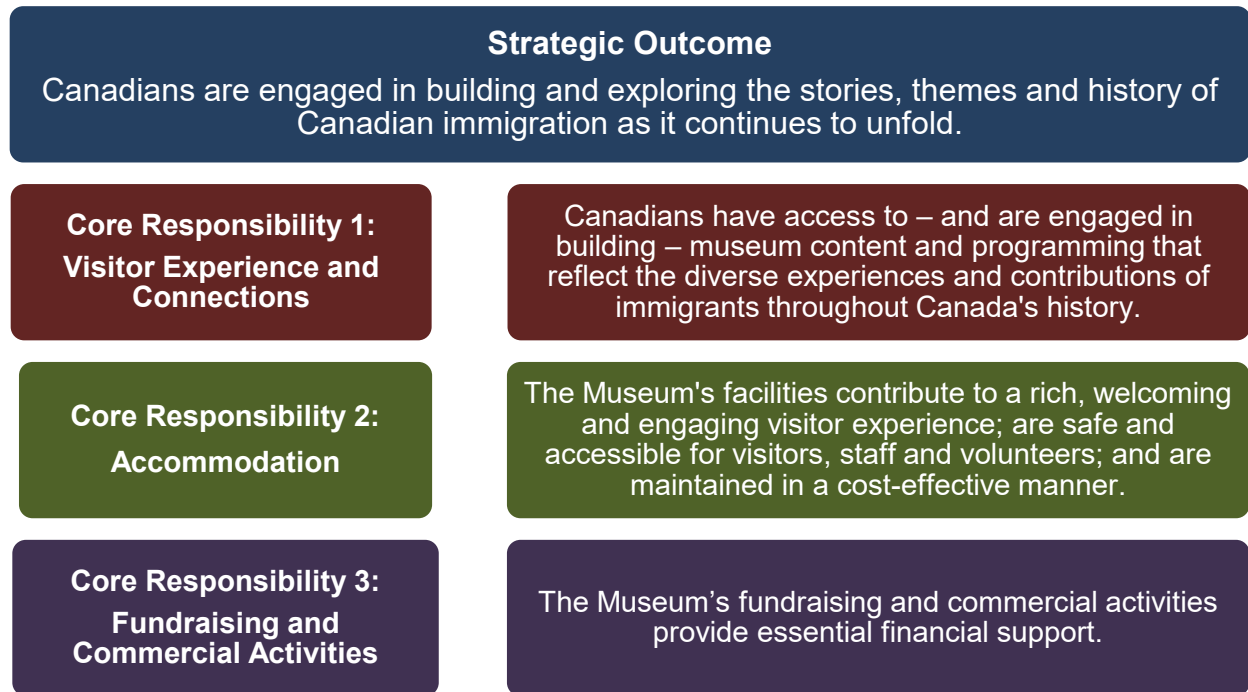 Strategic Outcome
Canadians are engaged in building and exploring the stories, themes and history of
Canadian immigration as it continues to unfold.
Core Responsibility 1:
Visitor Experience and
Connections
Canadians have access to – and are engaged in
building – museum content and programming that
reflect the diverse experiences and contributions of
immigrants throughout Canada's history.
Core Responsibility 2:
Accommodation
The Museum's facilities contribute to a rich, welcoming
and engaging visitor experience; are safe and
accessible for visitors, staff and volunteers; and are
maintained in a cost-effective manner.
Core Responsibility 3:
Fundraising and
Commercial Activities
The Museum’s fundraising and commercial activities
provide essential financial support.